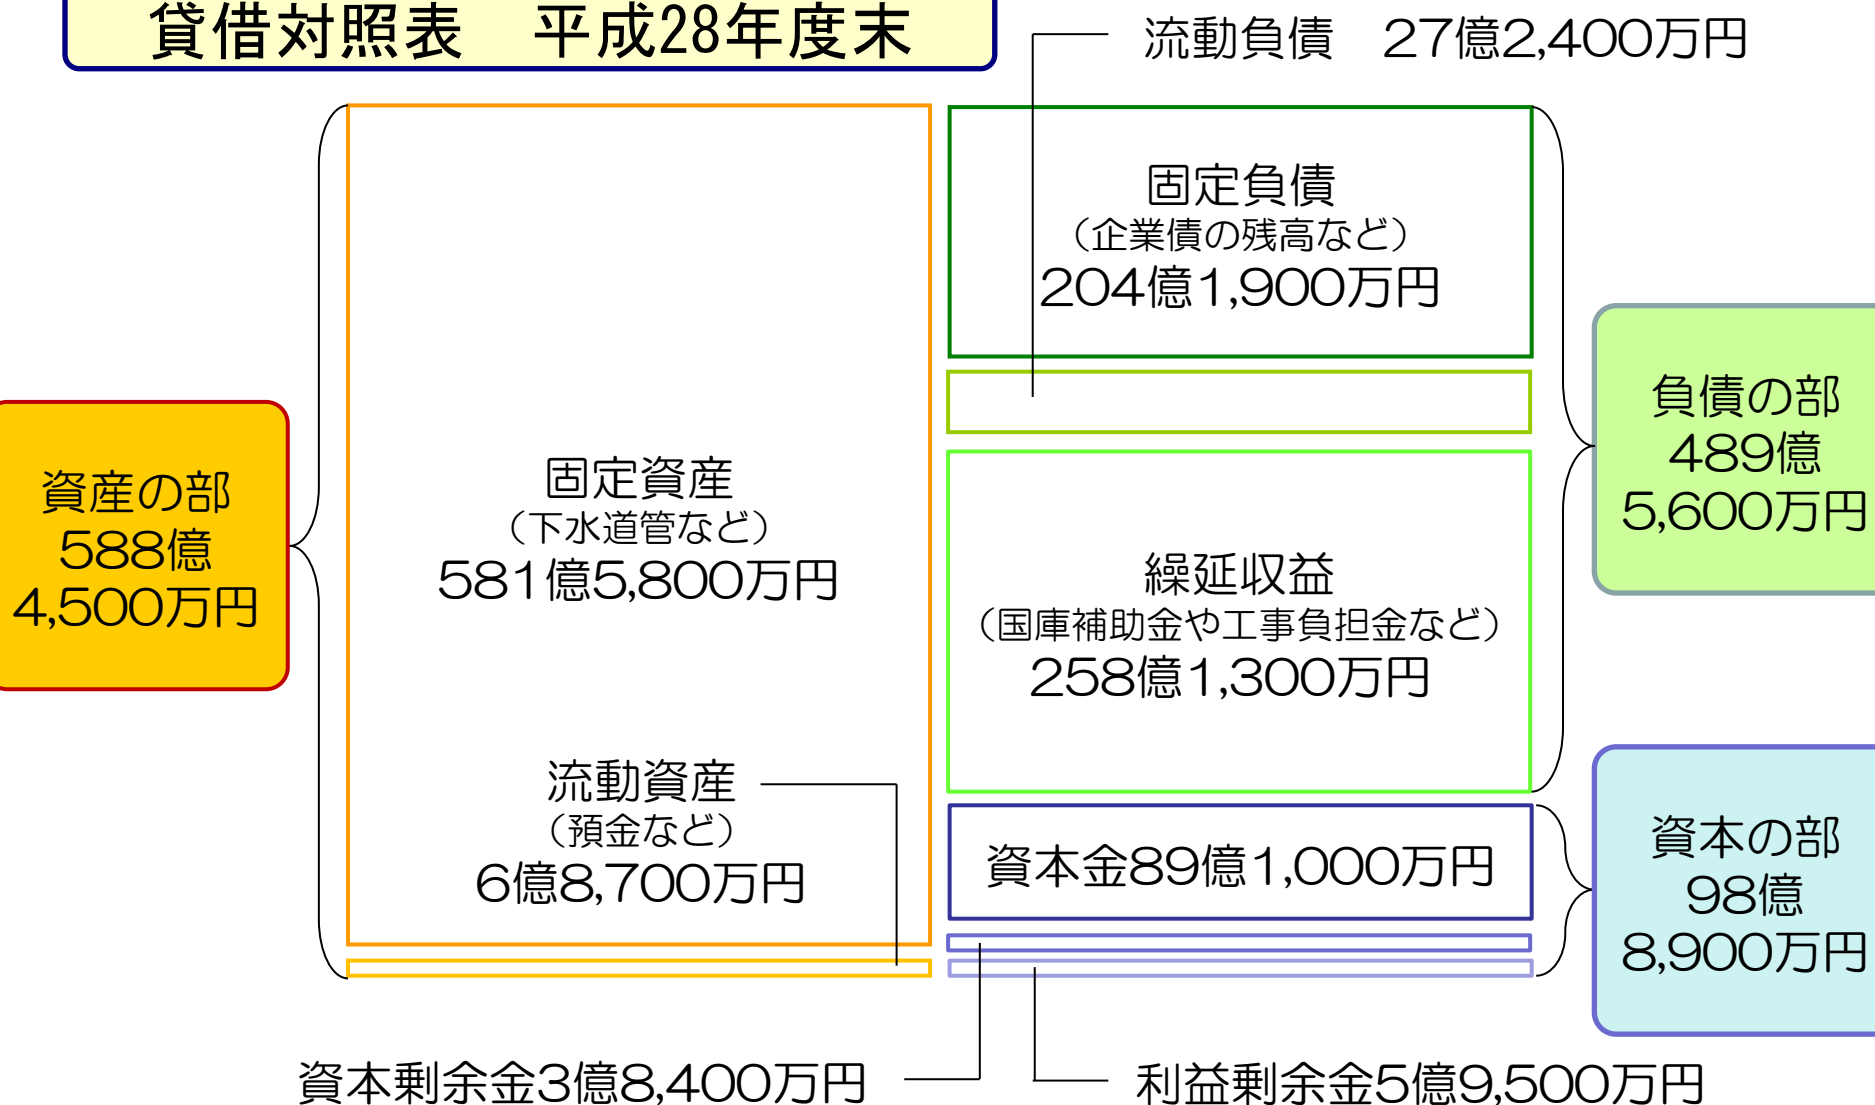 貸借対照表　平成28年度末
流動負債　27億2,400万円
資産の部
588億
4,500万円
固定資産
（下水道管など）
581億5,800万円
流動資産
（預金など）
6億8,700万円
固定負債
（企業債の残高など）
204億1,900万円
繰延収益
（国庫補助金や工事負担金など）
258億1,300万円
負債の部
489億
5,600万円
資本金89億1,000万円
資本の部
98億
8,900万円
資本剰余金3億8,400万円
利益剰余金5億9,500万円